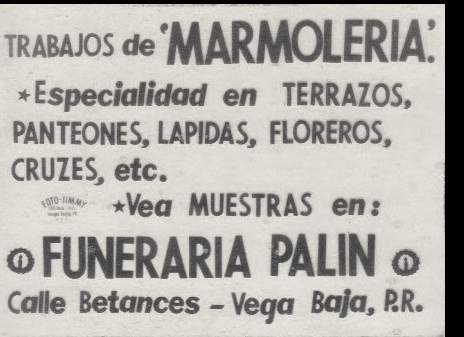 TRABAJOS de 'MARMOLERIA'.
★Especialidad en TERRAZOS,
PANTEONES, LAPIDAS, FLOREROS,
CRUZES, etc.
FOTO-JIMMY
★Vea MUESTRAS en:
FUNERARIA PALIN
Calle Betances - Vega Baja, P.R.